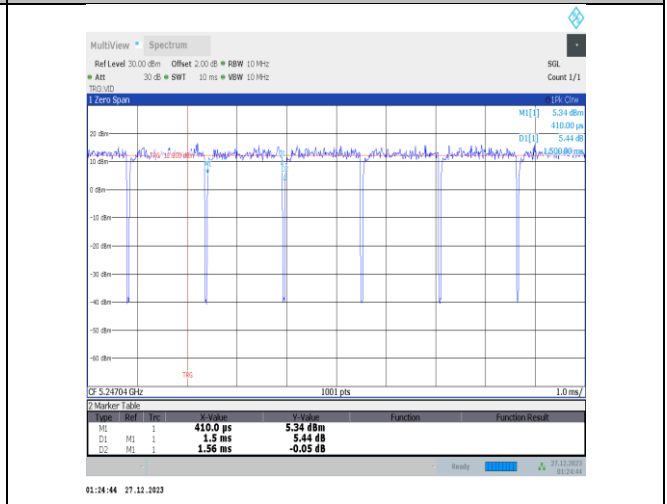 MultiView Spectrum
Ref Level 30.00 dBm Offset 2.00 dB RBW 10 MHz SGL
Att 30 dB SWT 10 ms VBW 10 MHz Count 1/1
TRG:VID
1 Zero Span 1Pk Clrw
M1[1] 5.34 dBm
410.00 µs
20 dBm
D1[1] 5.44 dB
1.500.00 ms
10 dBm
0 dBm
-10 dBm
-20 dBm
-30 dBm
-40 dBm
-50 dBm
-60 dBm
TRG
CF 5.24704 GHz 1001 pts 1.0 ms/
2 Marker Table
Type Ref Trc X-Value Y-Value Function Function Result
M1 1 410.0 µs 5.34 dBm
D1 M1 1 1.5 ms 5.44 dB
D2 M1 1 1.56 ms -0.05 dB
Ready 27.12.2023
01:24:44
01:24:44 27.12.2023